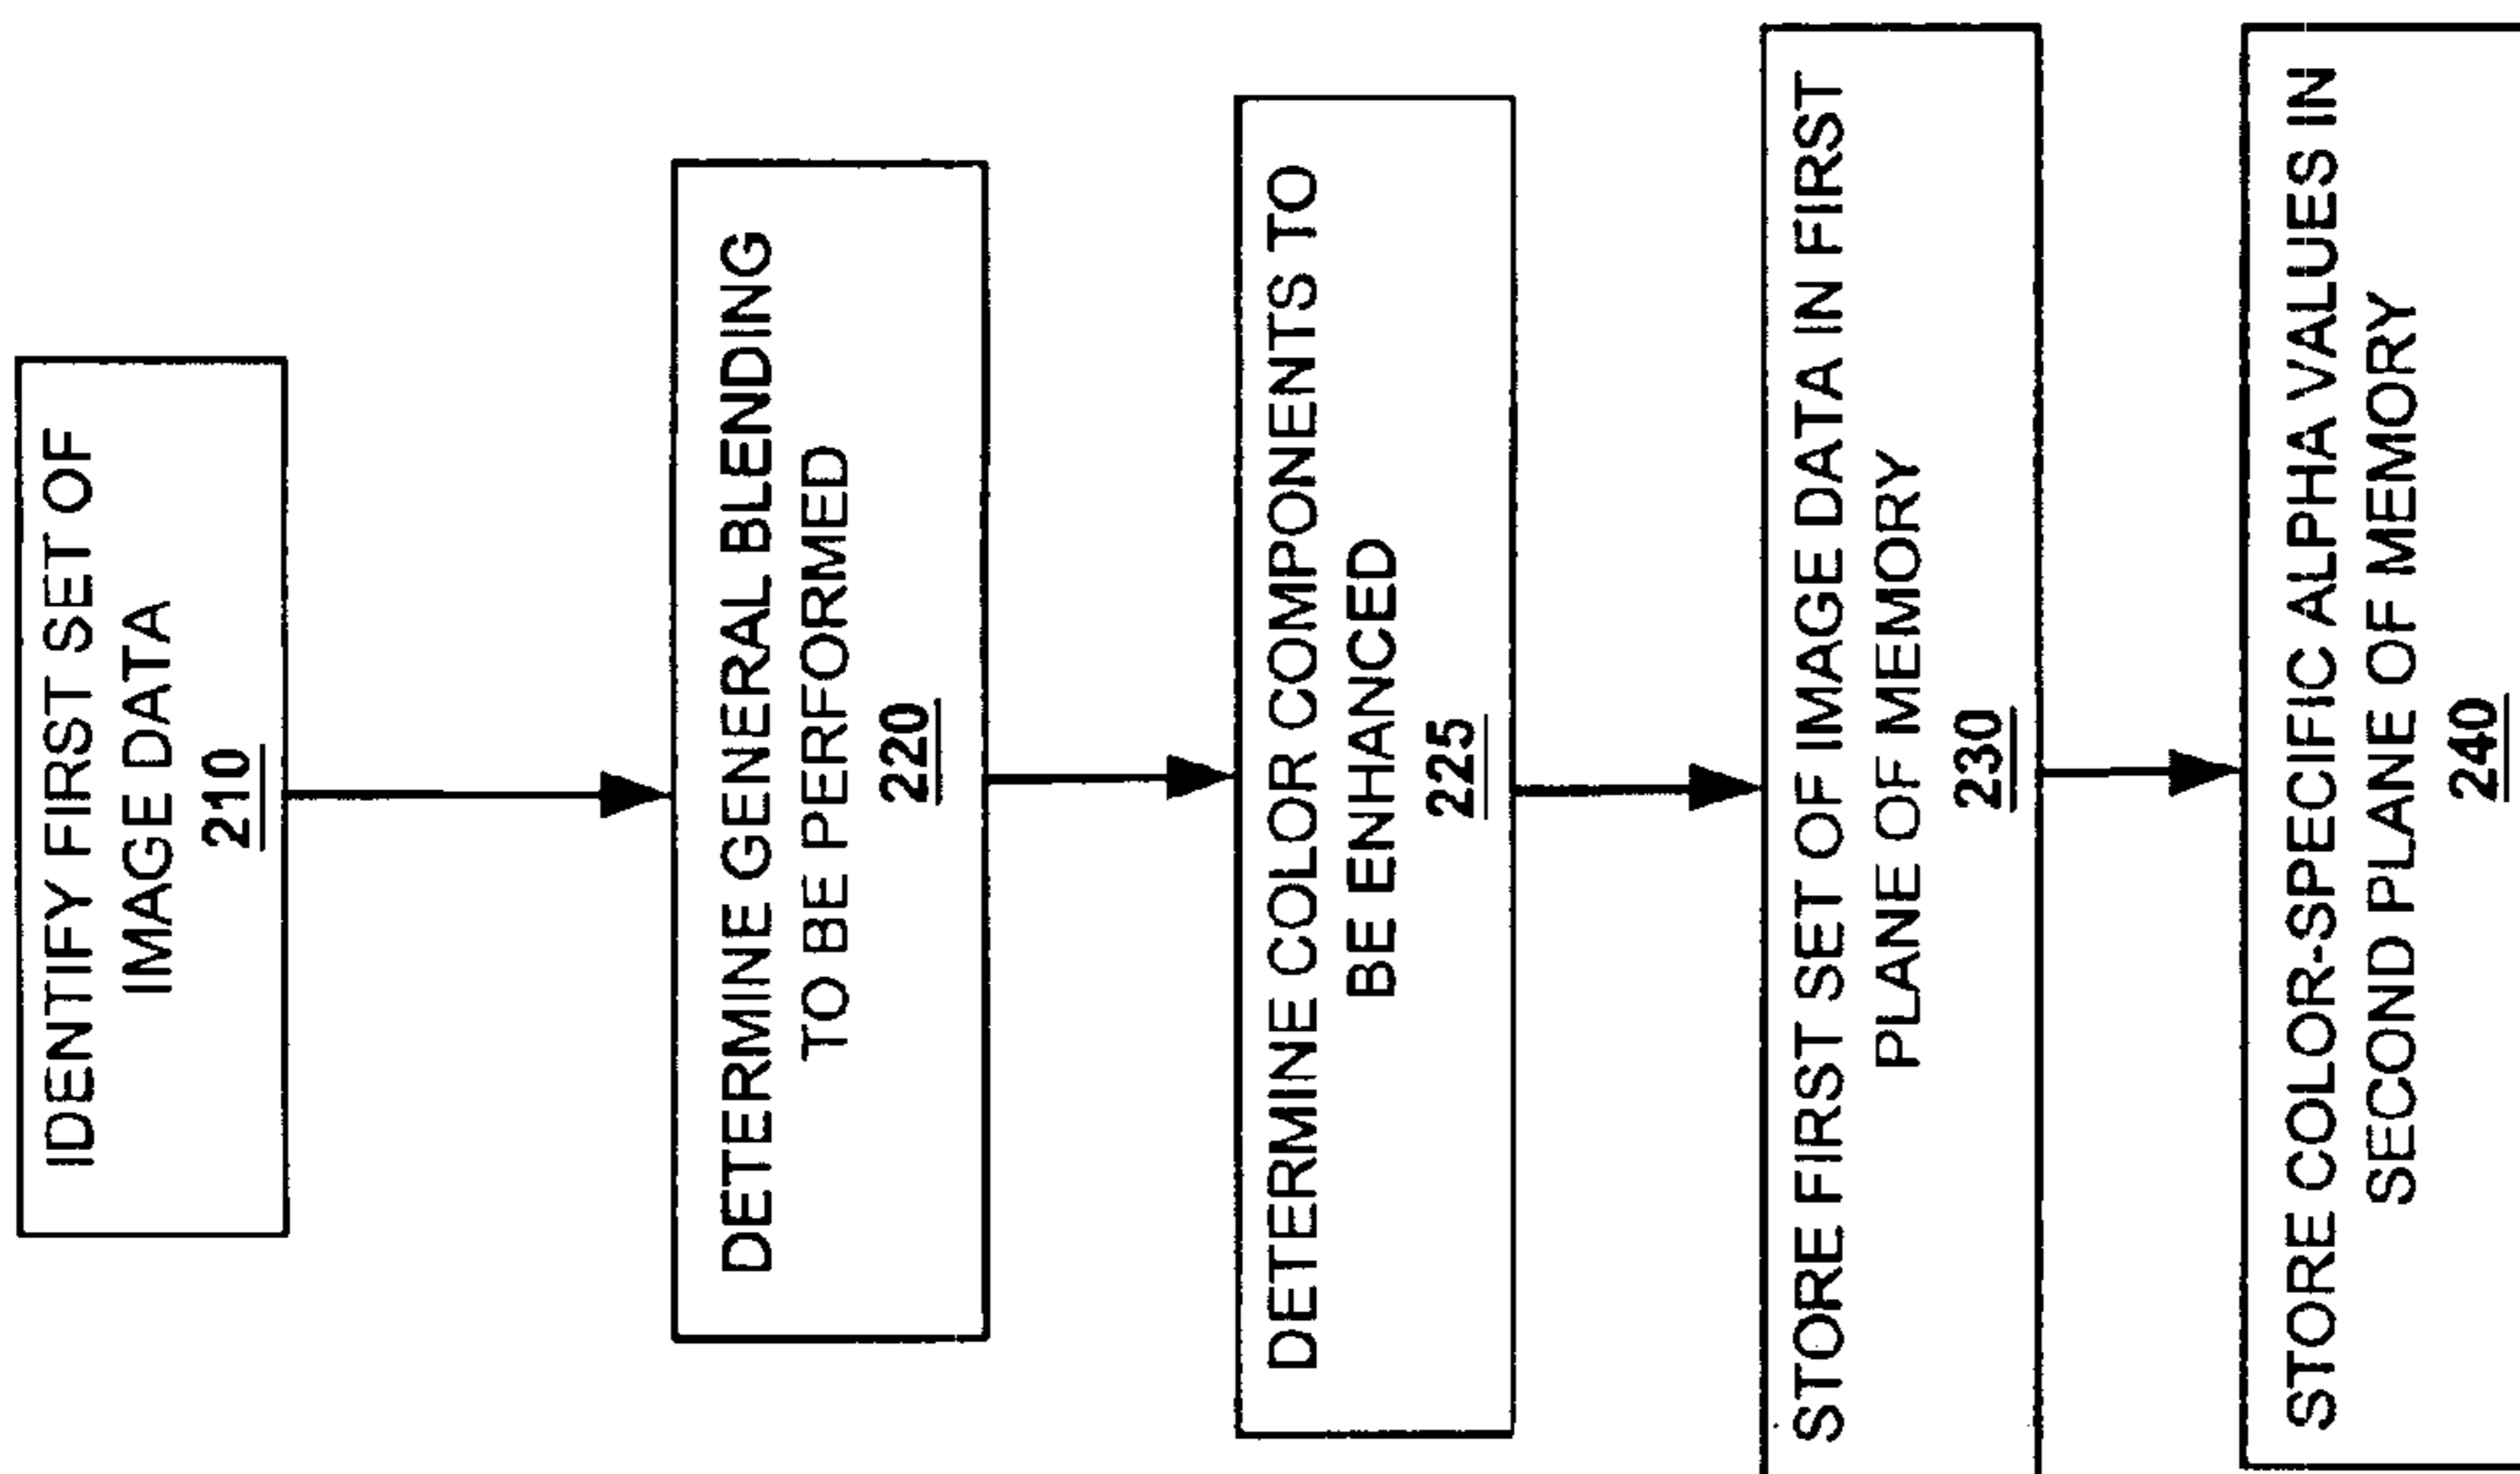 IDENTIFY FIRST SET OF
IMAGE DATA
210
DETERMINE GENERAL BLENDING
TO BE PERFORMED
220
DETERMINE COLOR COMPONENTS TO
BE ENHANCED
225
STORE FIRST SET OF IMAGE DATA IN FIRST
PLANE OF MEMORY
230
STORE COLOR-SPECIFIC ALPHA VALUES IN
SECOND PLANE OF MEMORY
240